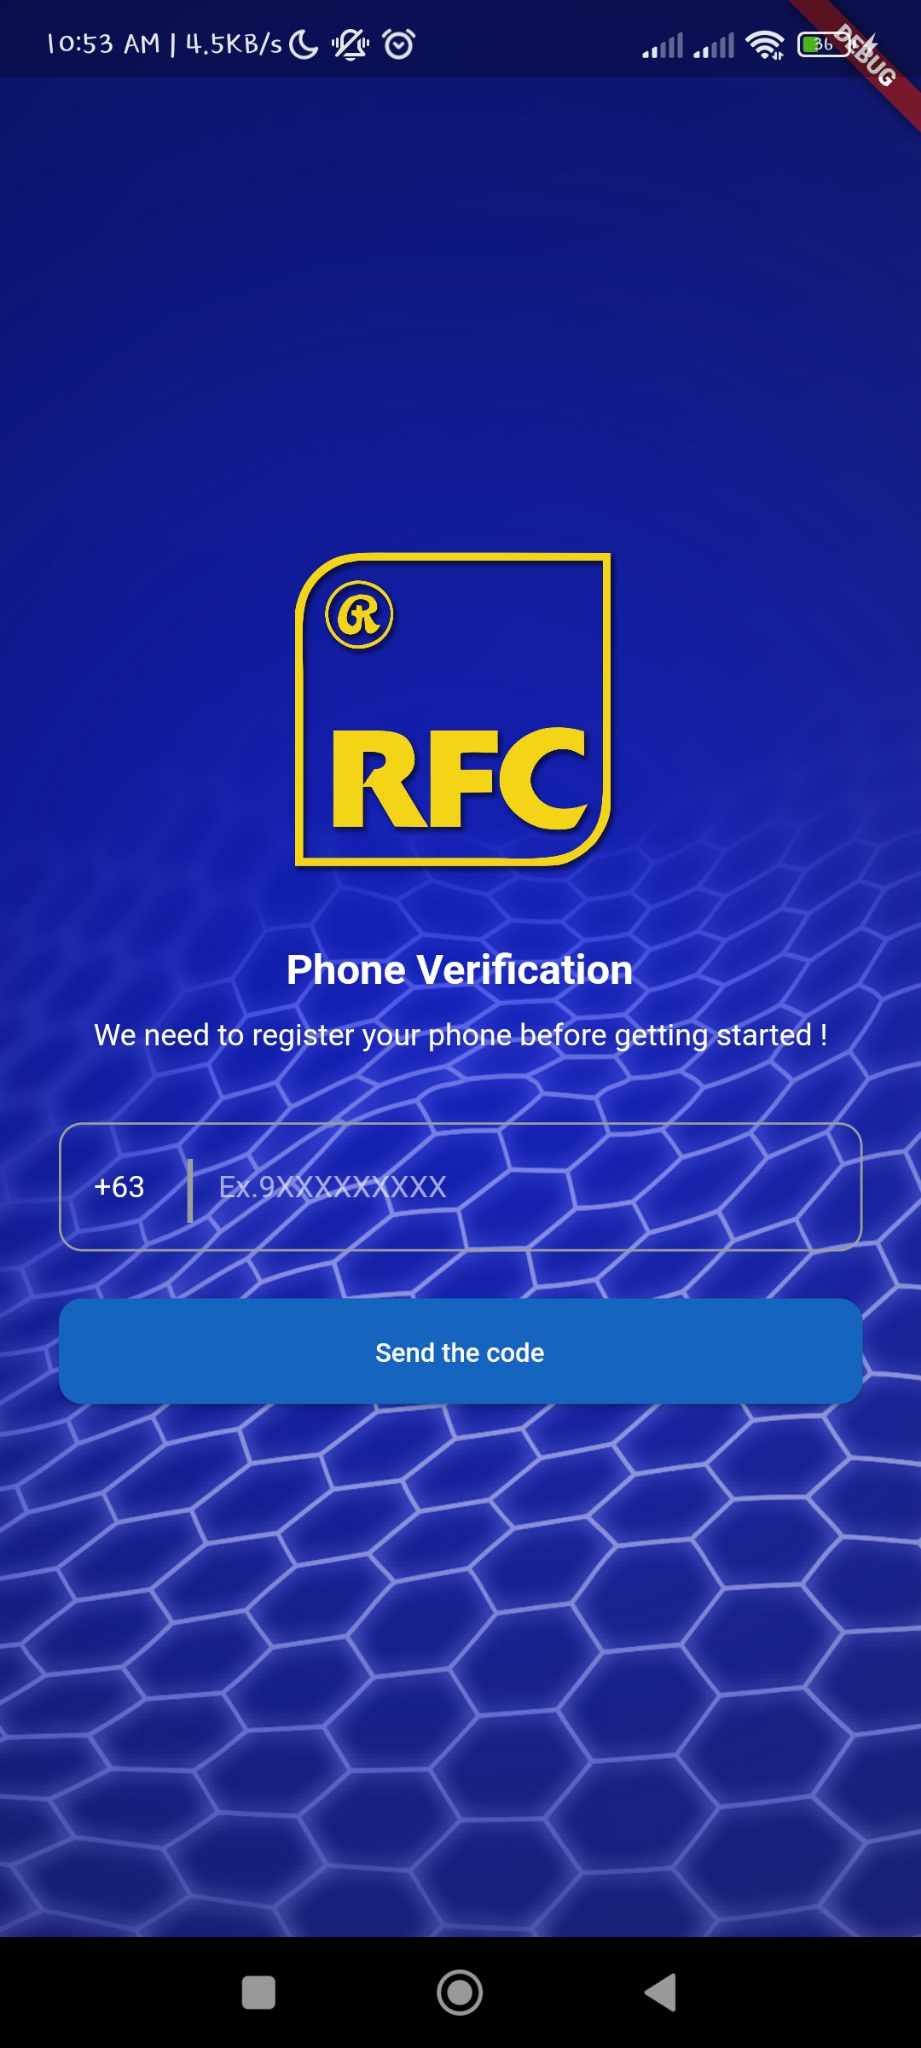 10:53 AM | 4.5KB/s
36
DEBUG
R
RFC
Phone Verification
We need to register your phone before getting started !
+63
Ex.9XXXXXXXXX
Send the code